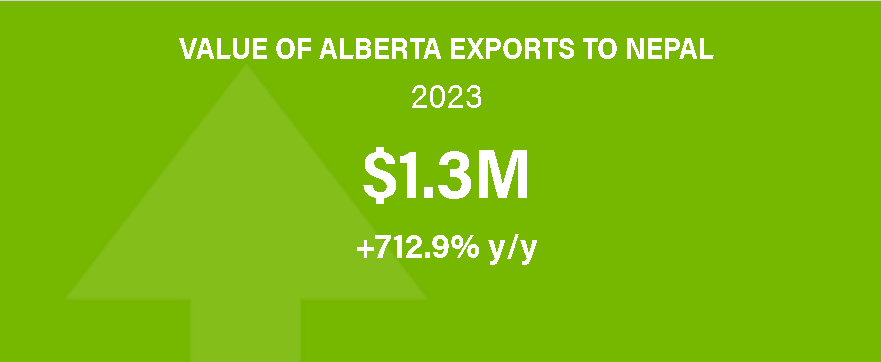 VALUE OF ALBERTA EXPORTS TO NEPAL
2023
$1.3M
+712.9% y/y